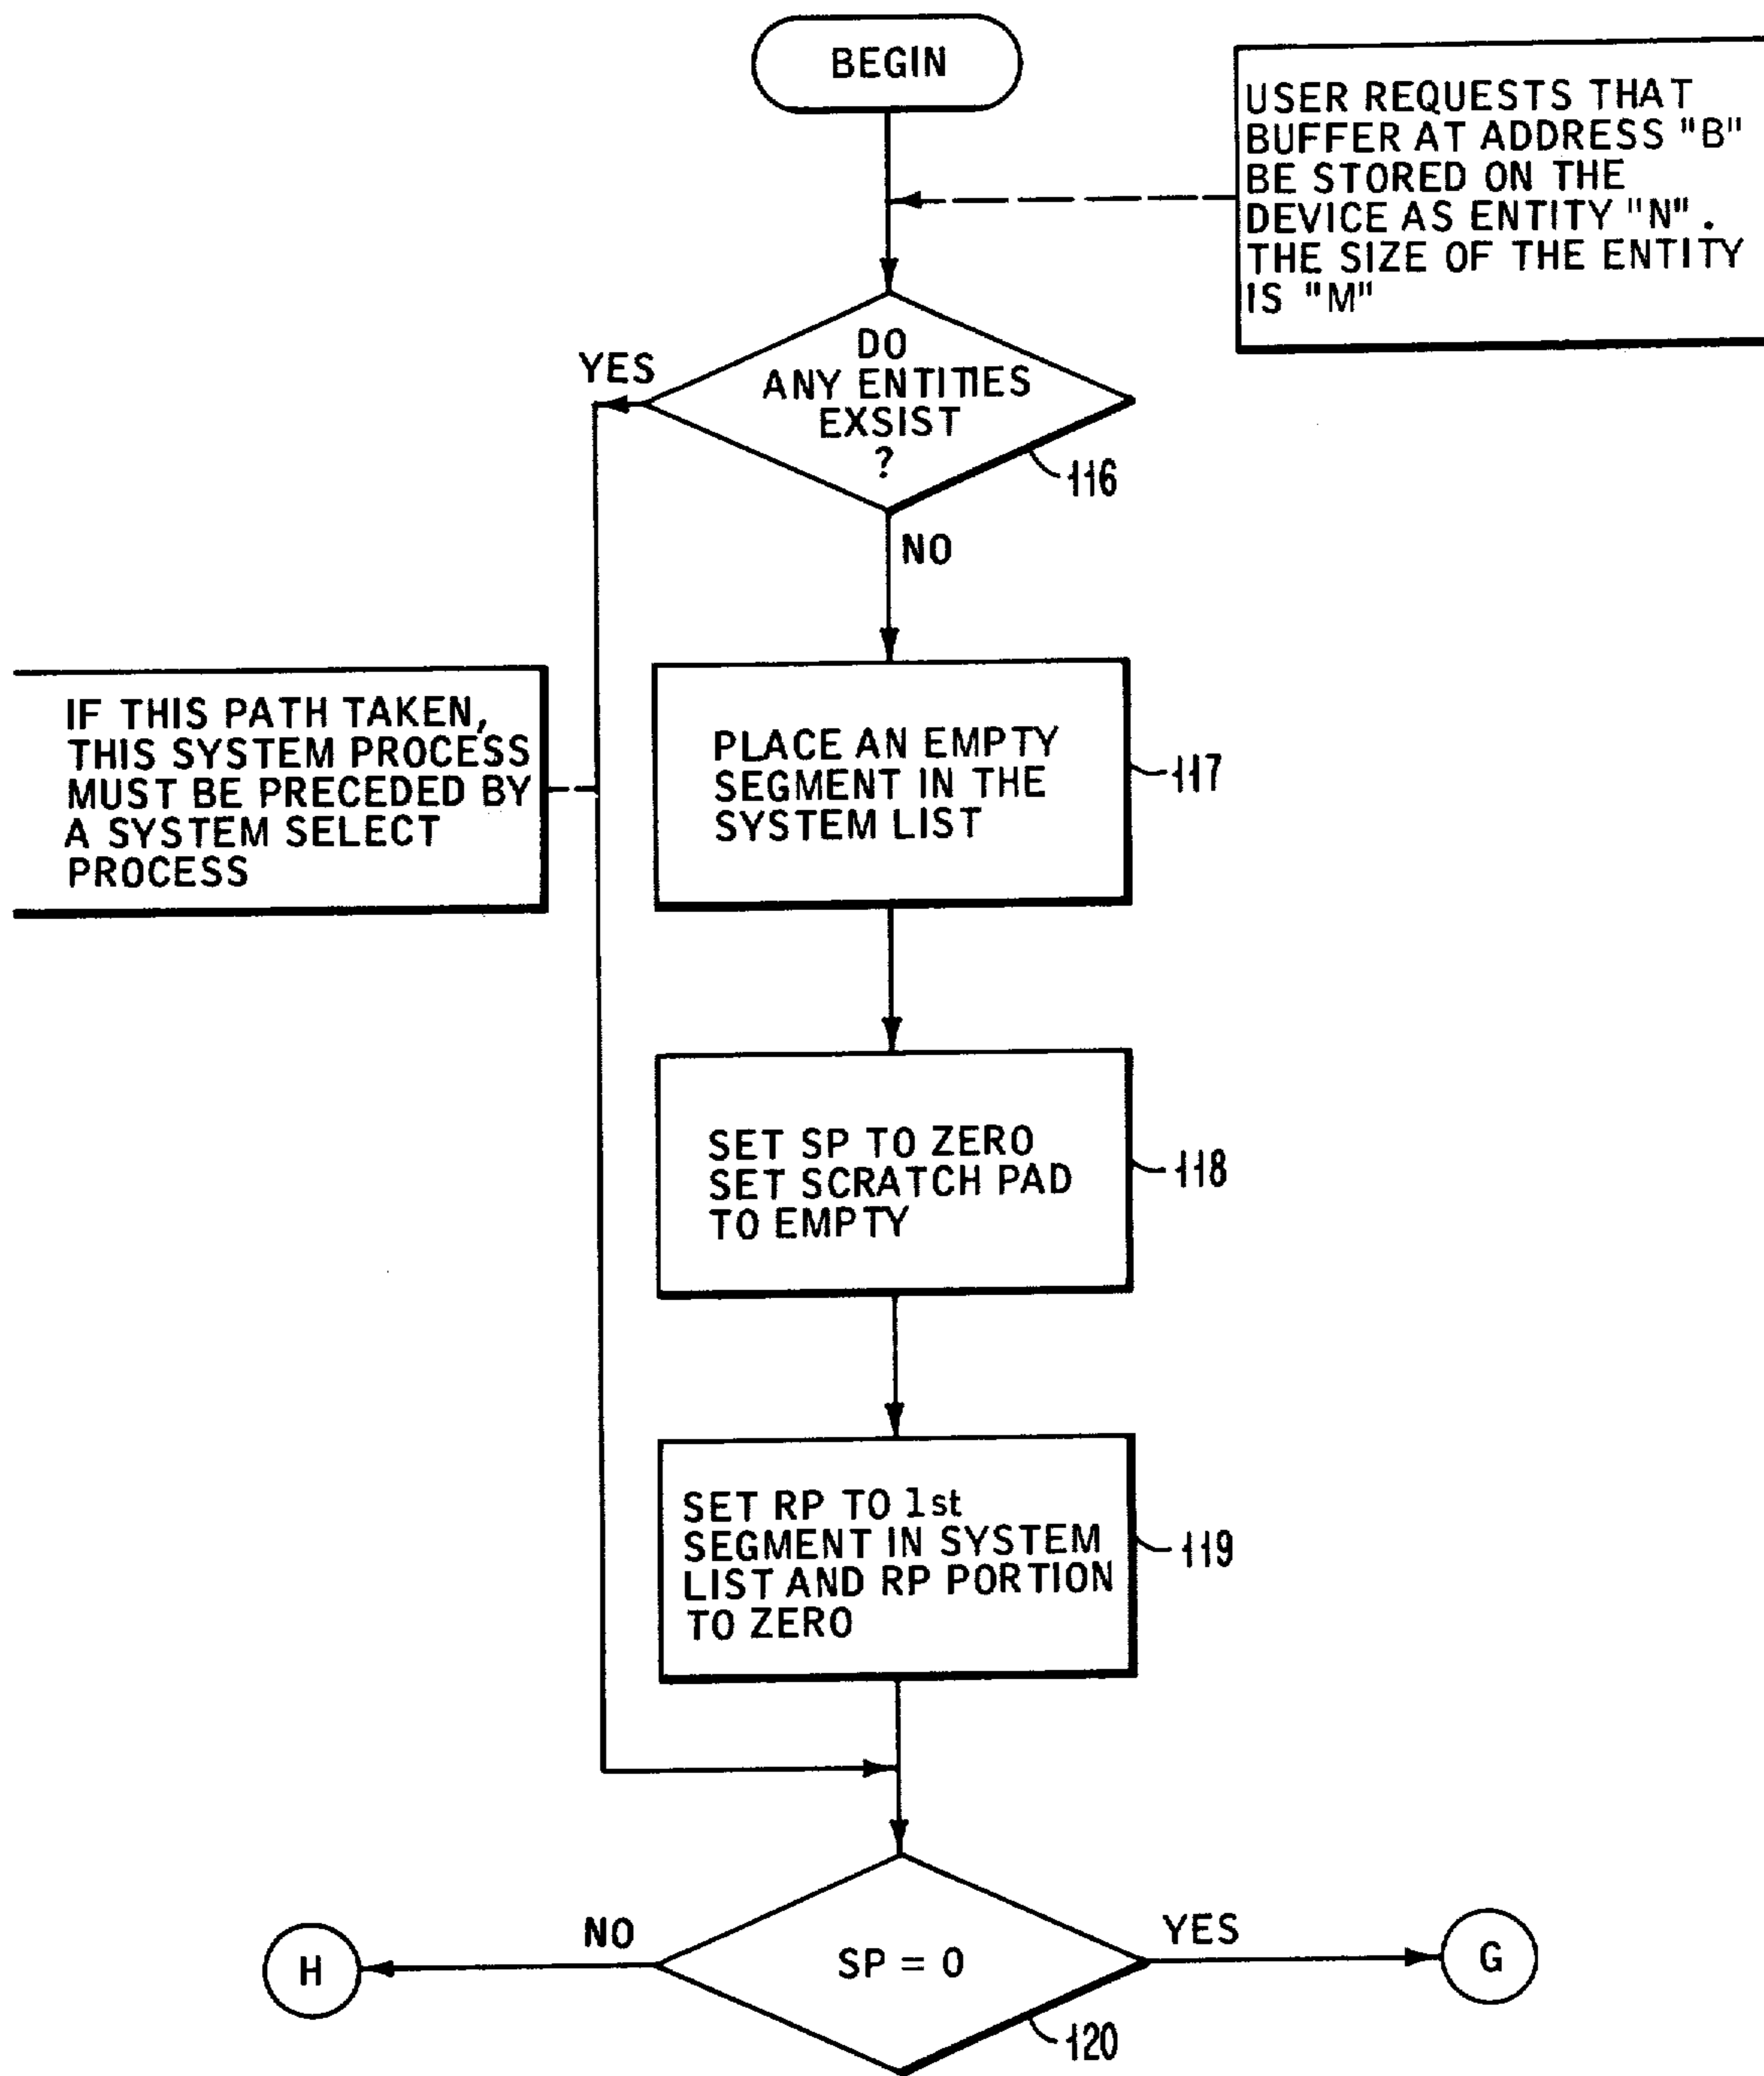 BEGIN
USER REQUESTS THAT
BUFFER AT ADDRESS "B"
BE STORED ON THE
DEVICE AS ENTITY "N".
THE SIZE OF THE ENTITY
IS "M"
DO
ANY ENTITIES
EXSIST
?
YES
116
NO
IF THIS PATH TAKEN,
THIS SYSTEM PROCESS
MUST BE PRECEDED BY
A SYSTEM SELECT
PROCESS
PLACE AN EMPTY
SEGMENT IN THE
SYSTEM LIST
117
SET SP TO ZERO
SET SCRATCH PAD
TO EMPTY
118
SET RP TO 1st
SEGMENT IN SYSTEM
LIST AND RP PORTION
TO ZERO
119
NO
YES
H
SP = 0
G
120